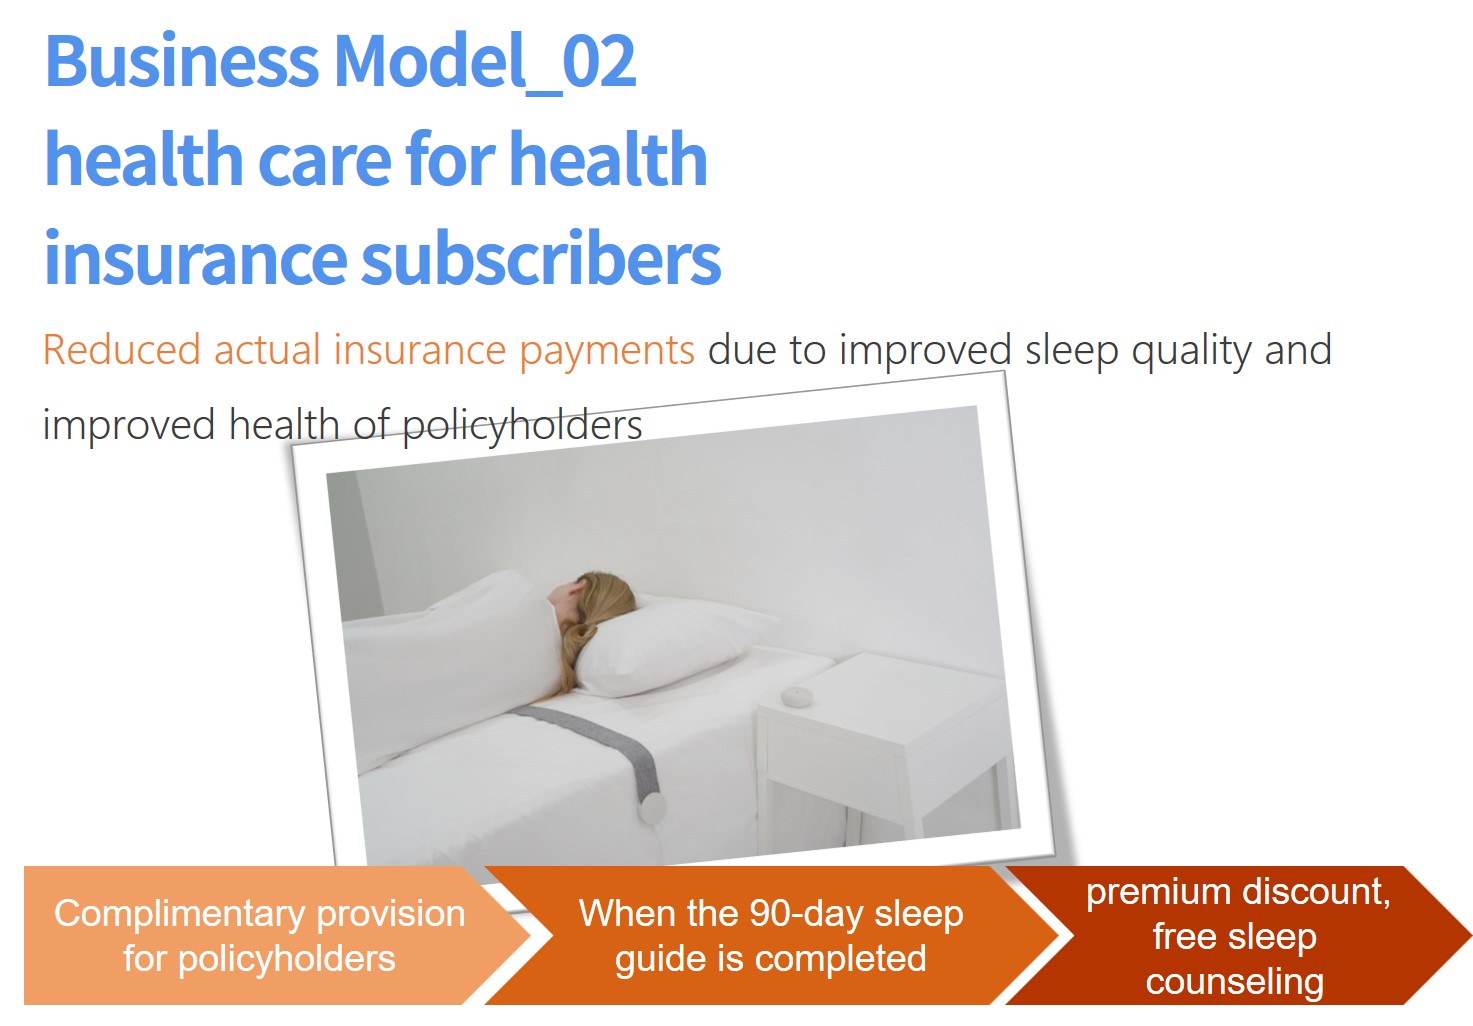 Business Model_02
health care for health
insurance subscribers
Reduced actual insurance payments due to improved sleep quality and
improved health of policyholders
Complimentary provision
for policyholders
When the 90-day sleep
guide is completed
premium discount,
free sleep
counseling